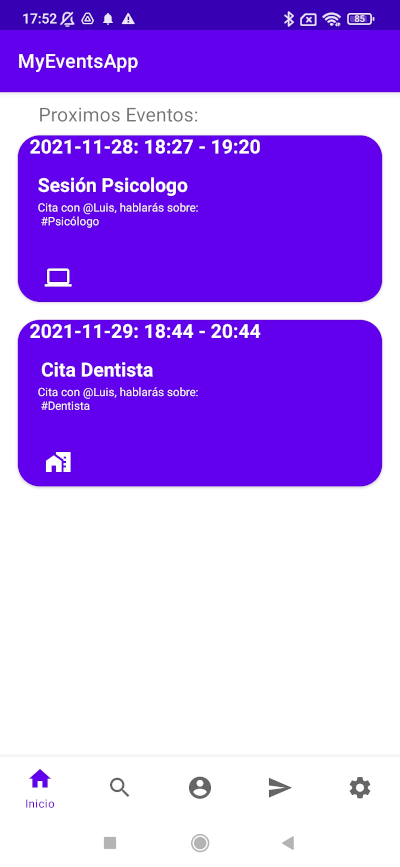 17:52
85
MyEventsApp
Proximos Eventos:
2021-11-28: 18:27 - 19:20
Sesión Psicologo
Cita con @Luis, hablarás sobre:
#Psicólogo
2021-11-29: 18:44 - 20:44
Cita Dentista
Cita con @Luis, hablarás sobre:
#Dentista
Inicio